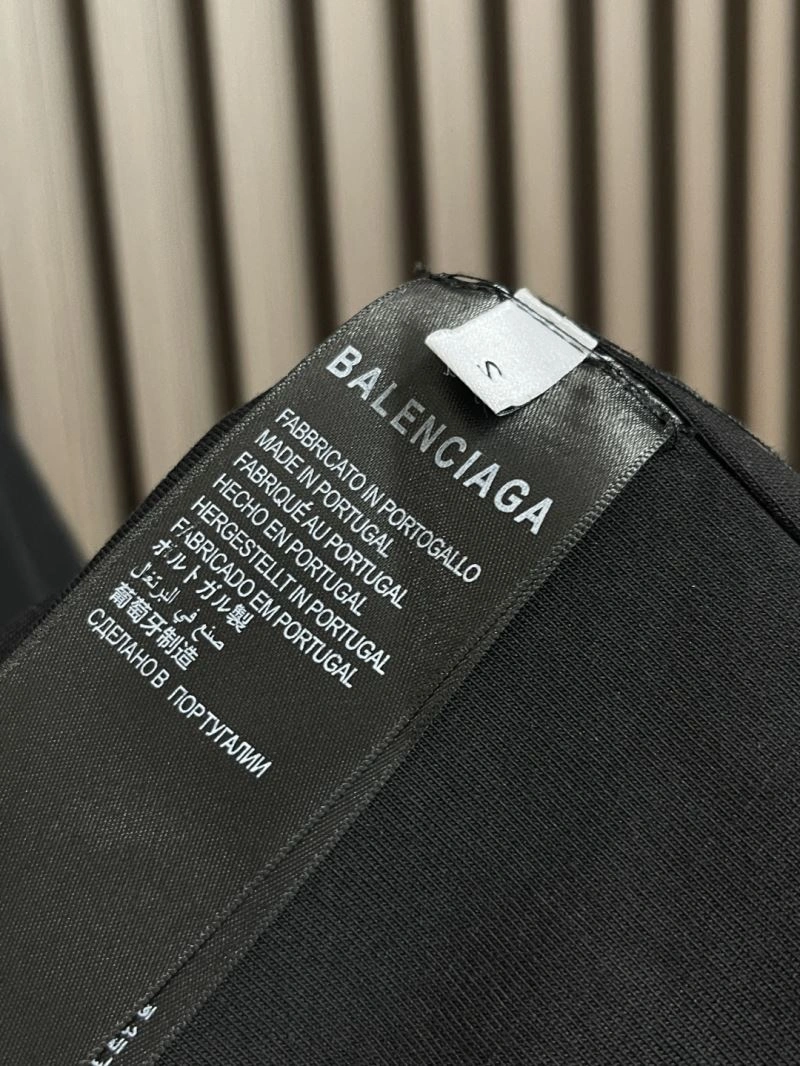 S
BALENCIAGA
FABBRICATO IN PORTOGALLO
MADE IN PORTUGAL
FABRIQUÉ AU PORTUGAL
HECHO EN PORTUGAL
HERGESTELLT IN PORTUGAL
FABRICADO EM PORTUGAL
ポルトガル製
صنع في البرتغال
葡萄牙制造
СДЕЛАНО В ПОРТУГАЛИИ